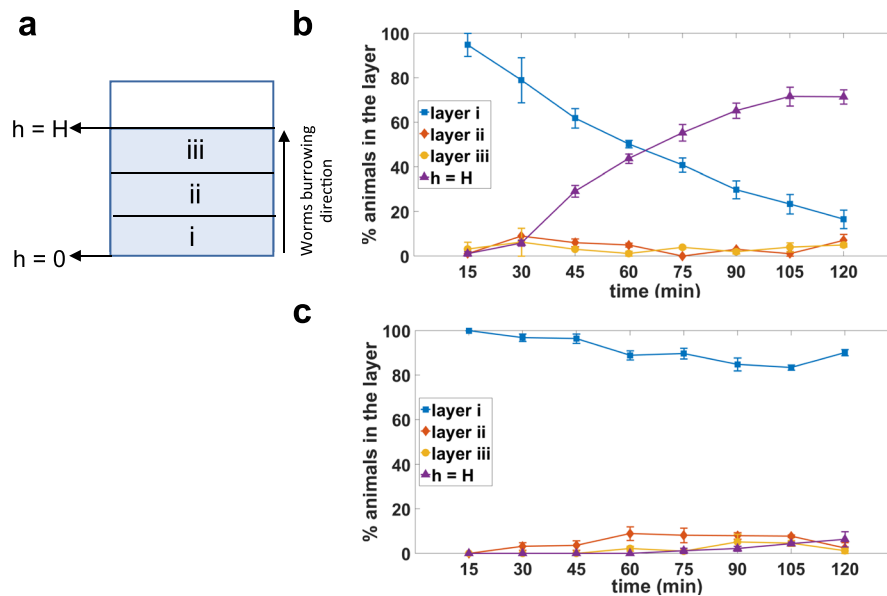 a
h = H
iii
ii
i
h = 0
Worms burrowing
direction
b
% animals in the layer
100
80
60
40
20
0
layer i
layer ii
layer iii
h = H
15 30 45 60 75 90 105 120
time (min)
c
% animals in the layer
100
80
60
40
20
0
layer i
layer ii
layer iii
h = H
15 30 45 60 75 90 105 120
time (min)